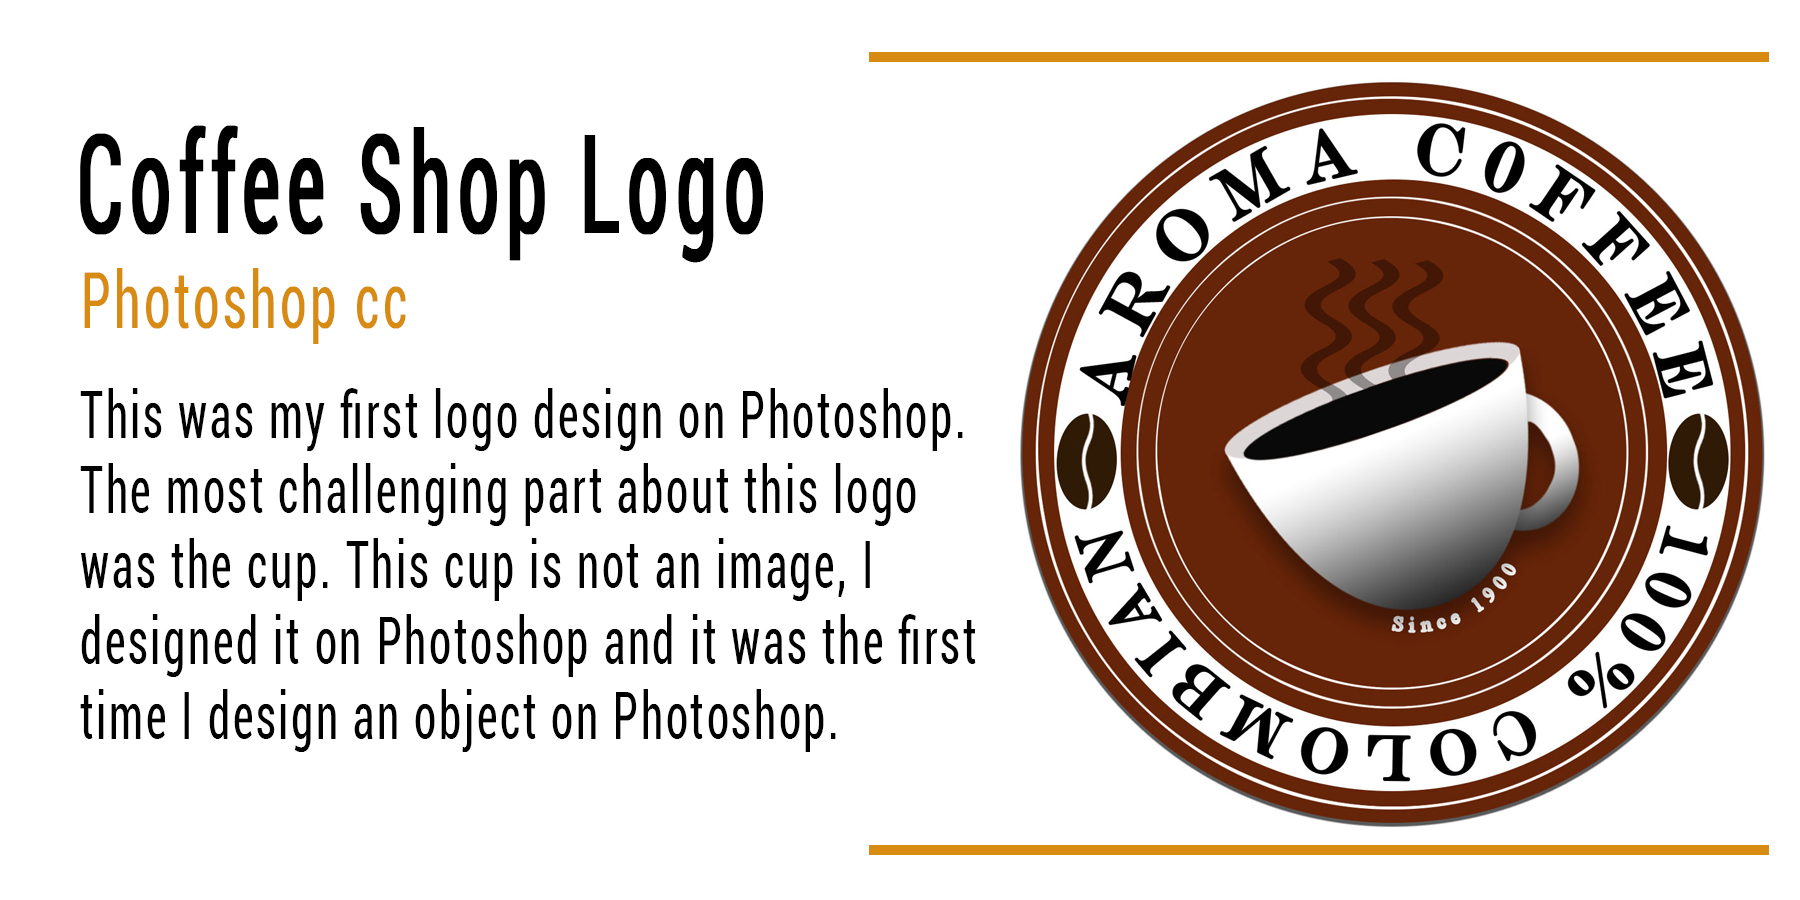 Coffee Shop Logo
Photoshop cc
This was my first logo design on Photoshop.
The most challenging part about this logo
was the cup. This cup is not an image, I
designed it on Photoshop and it was the first
time I design an object on Photoshop.
AROMA C0FFEE
100% COLOMBIAN
Since 1900